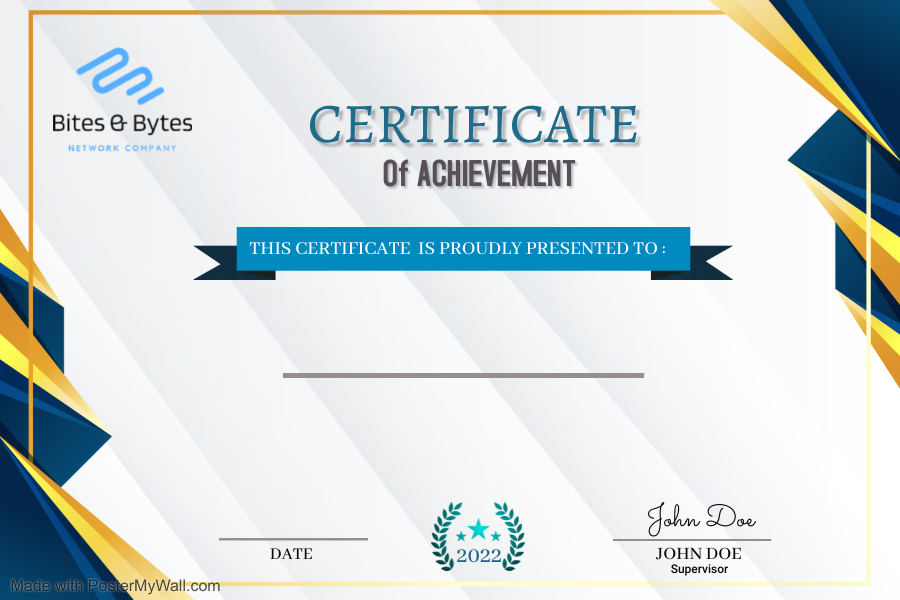 Bites & Bytes
NETWORK COMPANY
CERTIFICATE
Of ACHIEVEMENT
THIS CERTIFICATE IS PROUDLY PRESENTED TO :
John Doe
DATE
2022
JOHN DOE
Supervisor
Made with PosterMyWall.com